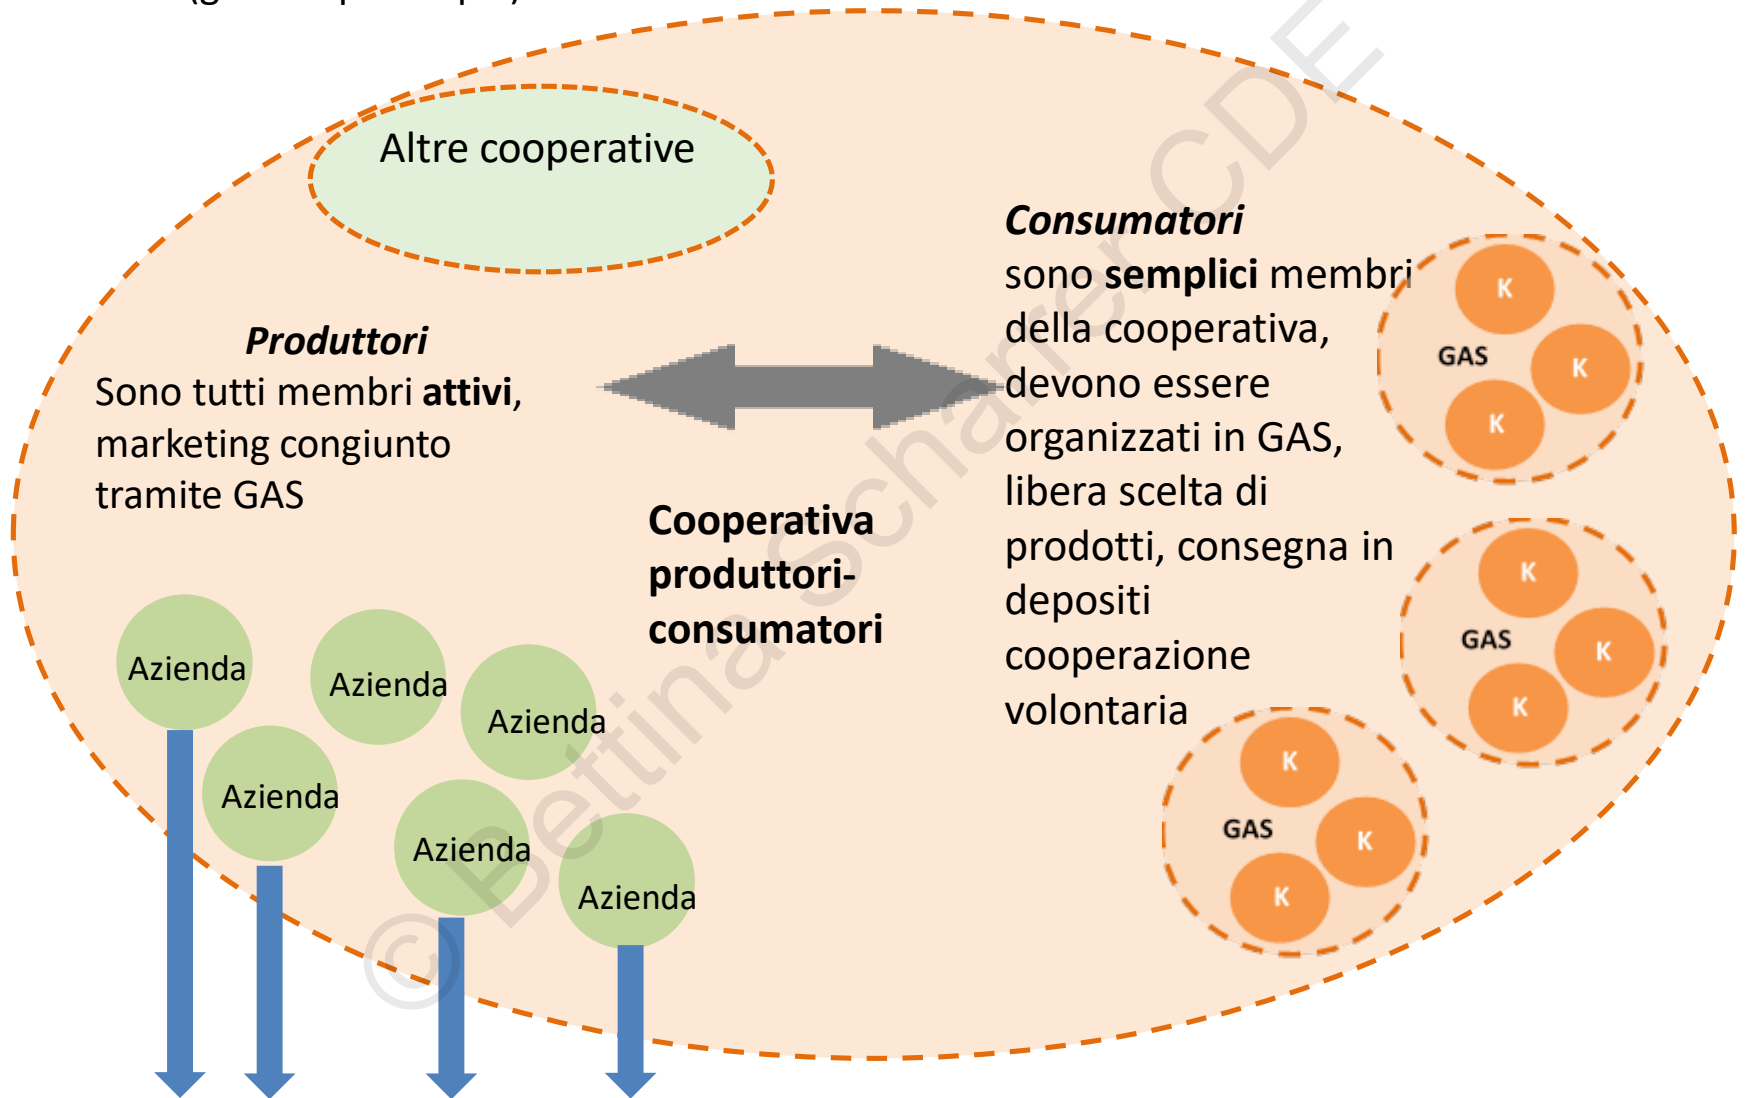 Altre cooperative
Produttori
Sono tutti membri attivi,
marketing congiunto
tramite GAS
Cooperativa
produttori-
consumatori
Consumatori
sono semplici membri
della cooperativa,
devono essere
organizzati in GAS,
libera scelta di
prodotti, consegna in
depositi
cooperazione
volontaria
K
GAS
K
K
K
GAS
K
K
K
GAS
K
K
Azienda
Azienda
Azienda
Azienda
Azienda
Azienda
© Bettina Scharrer CDE